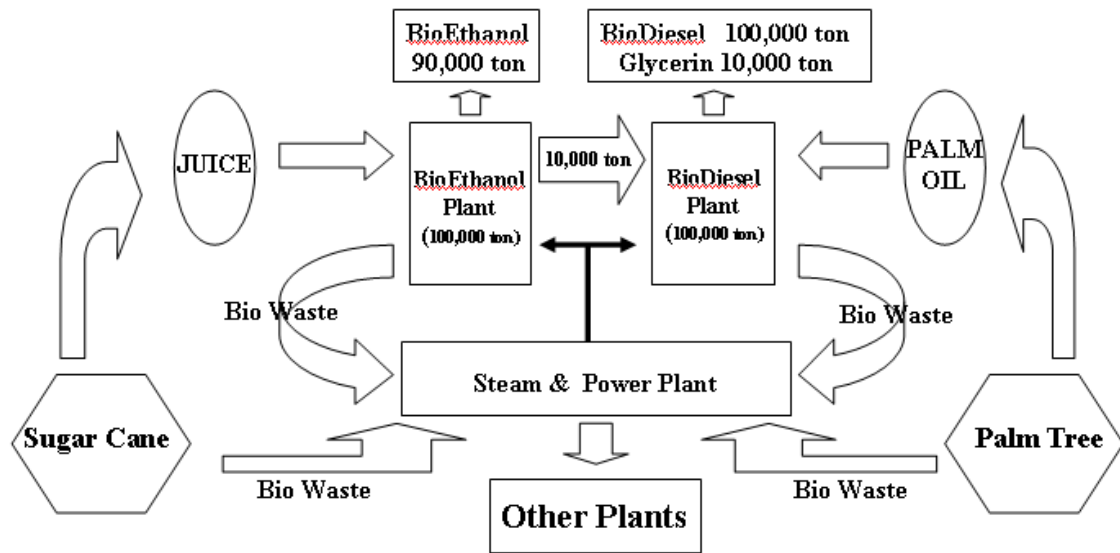 BioEthanol
90,000 ton
BioDiesel 100,000 ton
Glycerin 10,000 ton
JUICE
BioEthanol
Plant
(100,000 ton)
10,000 ton
BioDiesel
Plant
(100,000 ton)
PALM
OIL
Bio Waste
Bio Waste
Steam & Power Plant
Sugar Cane
Palm Tree
Bio Waste
Bio Waste
Other Plants